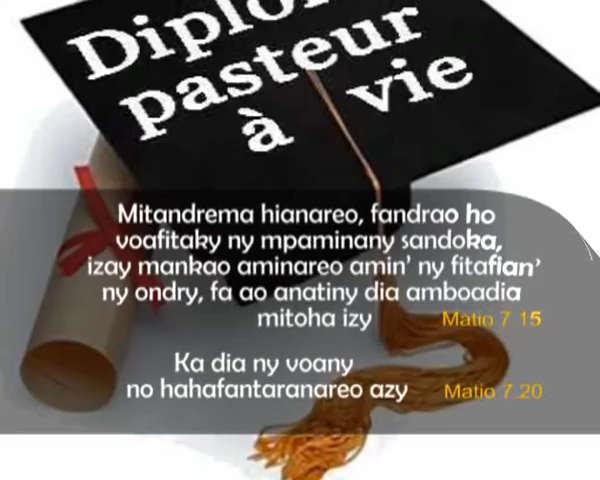 pasteur
à vie
Mitandrema hianareo, fandrao ho
voafitaky ny mpaminany sandoka,
izay mankao aminareo amin' ny fitafian'
ny ondry, fa ao anatiny dia amboadia
mitoha izy Matio 7.15
Ka dia ny voany
no hahafantaranareo azy Matio 7.20